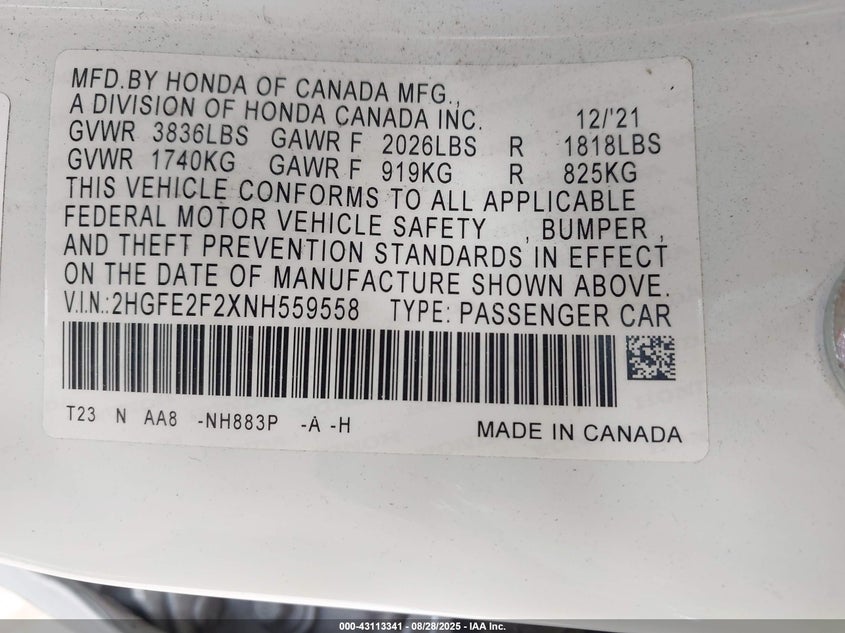 MFD.BY HONDA OF CANADA MFG.,
A DIVISION OF HONDA CANADA INC. 12/'21
GVWR 3836LBS GAWR F 2026LBS R 1818LBS
GVWR 1740KG GAWR F 919KG R 825KG
THIS VEHICLE CONFORMS TO ALL APPLICABLE
FEDERAL MOTOR VEHICLE SAFETY , BUMPER ,
AND THEFT PREVENTION STANDARDS IN EFFECT
ON THE DATE OF MANUFACTURE SHOWN ABOVE.
V.I.N.:2HGFE2F2XNH559558 TYPE: PASSENGER CAR
T23 N AA8 -NH883P -A -H
MADE IN CANADA
000-43113341 | 08/28/2025 | IAA Inc.